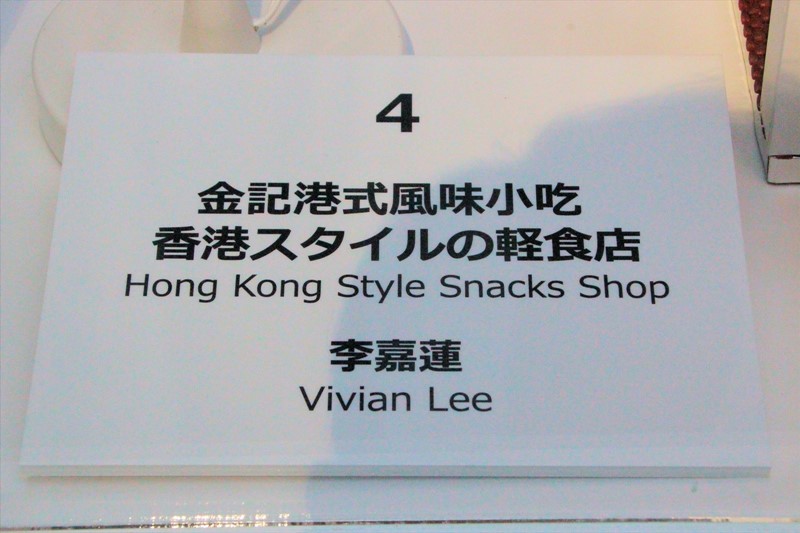 4
金記港式風味小吃
香港スタイルの軽食店
Hong Kong Style Snacks Shop
李嘉蓮
Vivian Lee